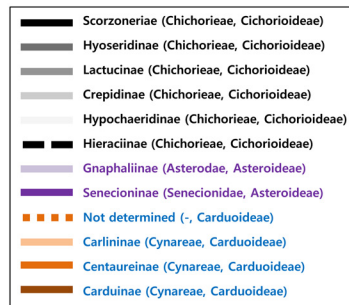 Scorzoneriae (Chichorieae, Cichorioideae)
Hyoseridinae (Chichorieae, Cichorioideae)
Lactucinae (Chichorieae, Cichorioideae)
Crepidinae (Chichorieae, Cichorioideae)
Hypochaeridinae (Chichorieae, Cichorioideae)
Hieraciinae (Chichorieae, Cichorioideae)
Gnaphaliinae (Asterodae, Asteroideae)
Senecioninae (Senecionidae, Asteroideae)
Not determined (-, Carduoideae)
Carlininae (Cynareae, Carduoideae)
Centaureinae (Cynareae, Carduoideae)
Carduinae (Cynareae, Carduoideae)